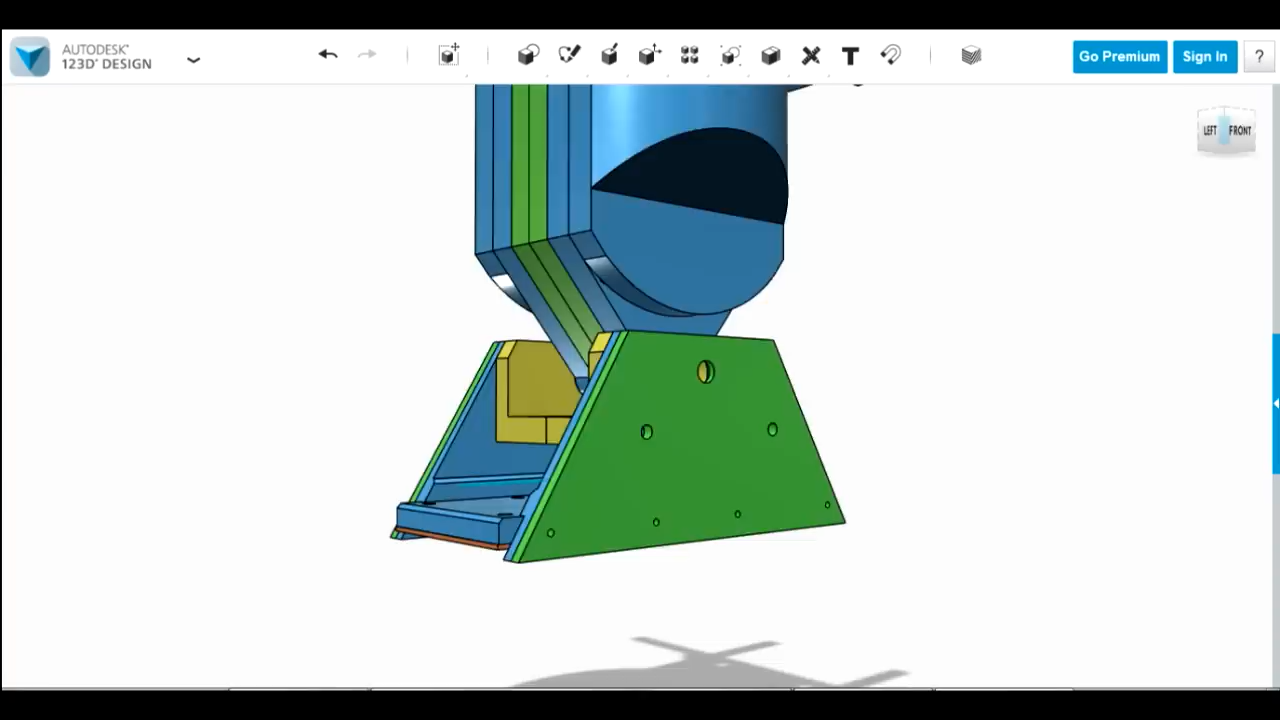 AUTODESK®
123D® DESIGN
Go Premium
Sign In
?
LEFT
FRONT